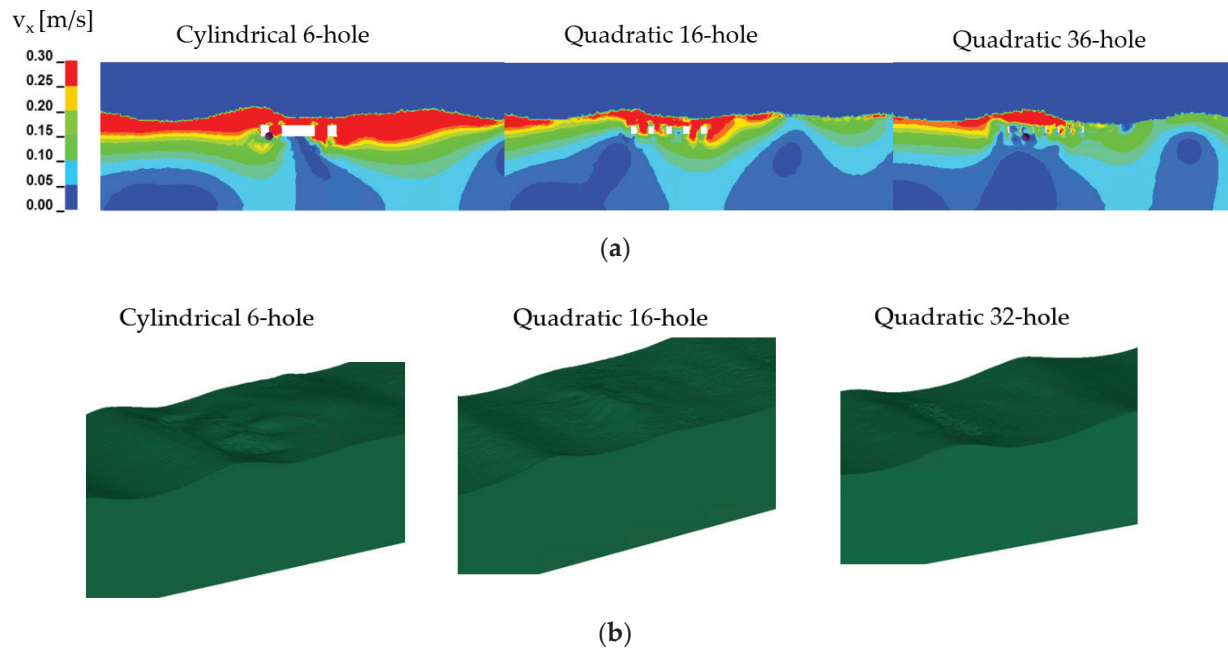 vx [m/s]
Cylindrical 6-hole
Quadratic 16-hole
Quadratic 36-hole
0.30
0.25
0.20
0.15
0.10
0.05
0.00
(a)
Cylindrical 6-hole
Quadratic 16-hole
Quadratic 32-hole
(b)